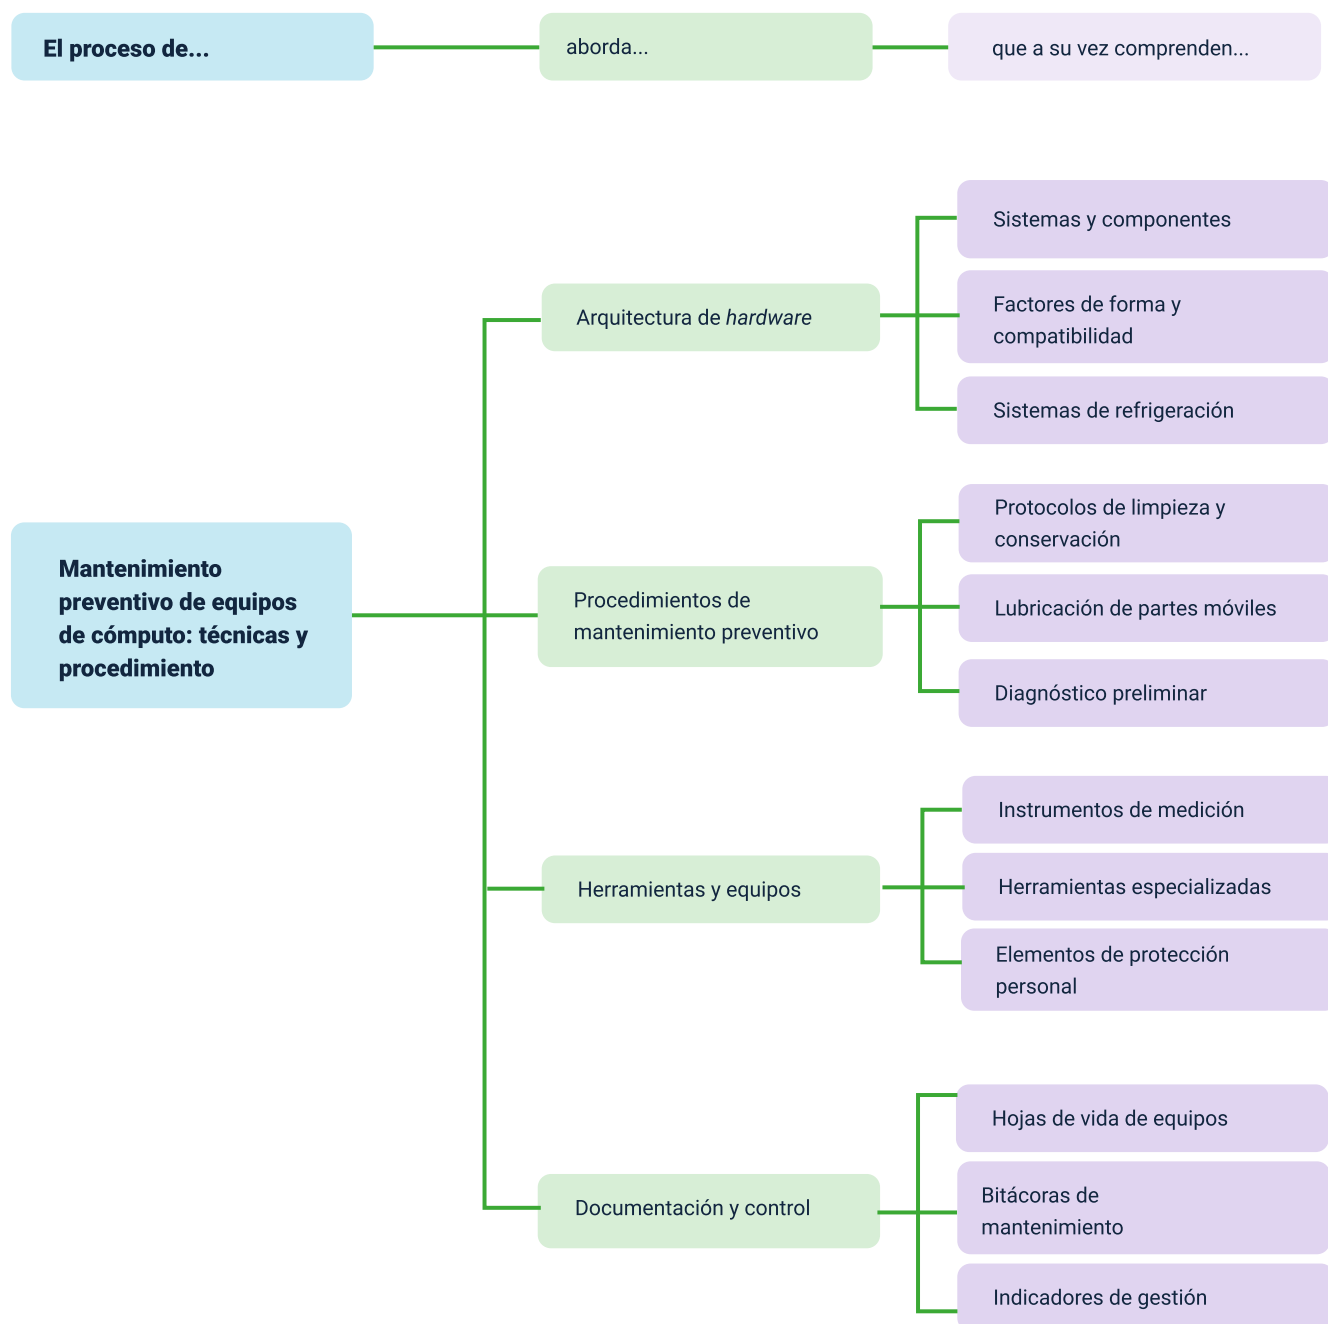 El proceso de...
aborda...
que a su vez comprenden...
Mantenimiento
preventivo de equipos
de cómputo: técnicas y
procedimiento
Arquitectura de hardware
Sistemas y componentes
Factores de forma y
compatibilidad
Sistemas de refrigeración
Procedimientos de
mantenimiento preventivo
Protocolos de limpieza y
conservación
Lubricación de partes móviles
Diagnóstico preliminar
Herramientas y equipos
Instrumentos de medición
Herramientas especializadas
Elementos de protección
personal
Documentación y control
Hojas de vida de equipos
Bitácoras de
mantenimiento
Indicadores de gestión